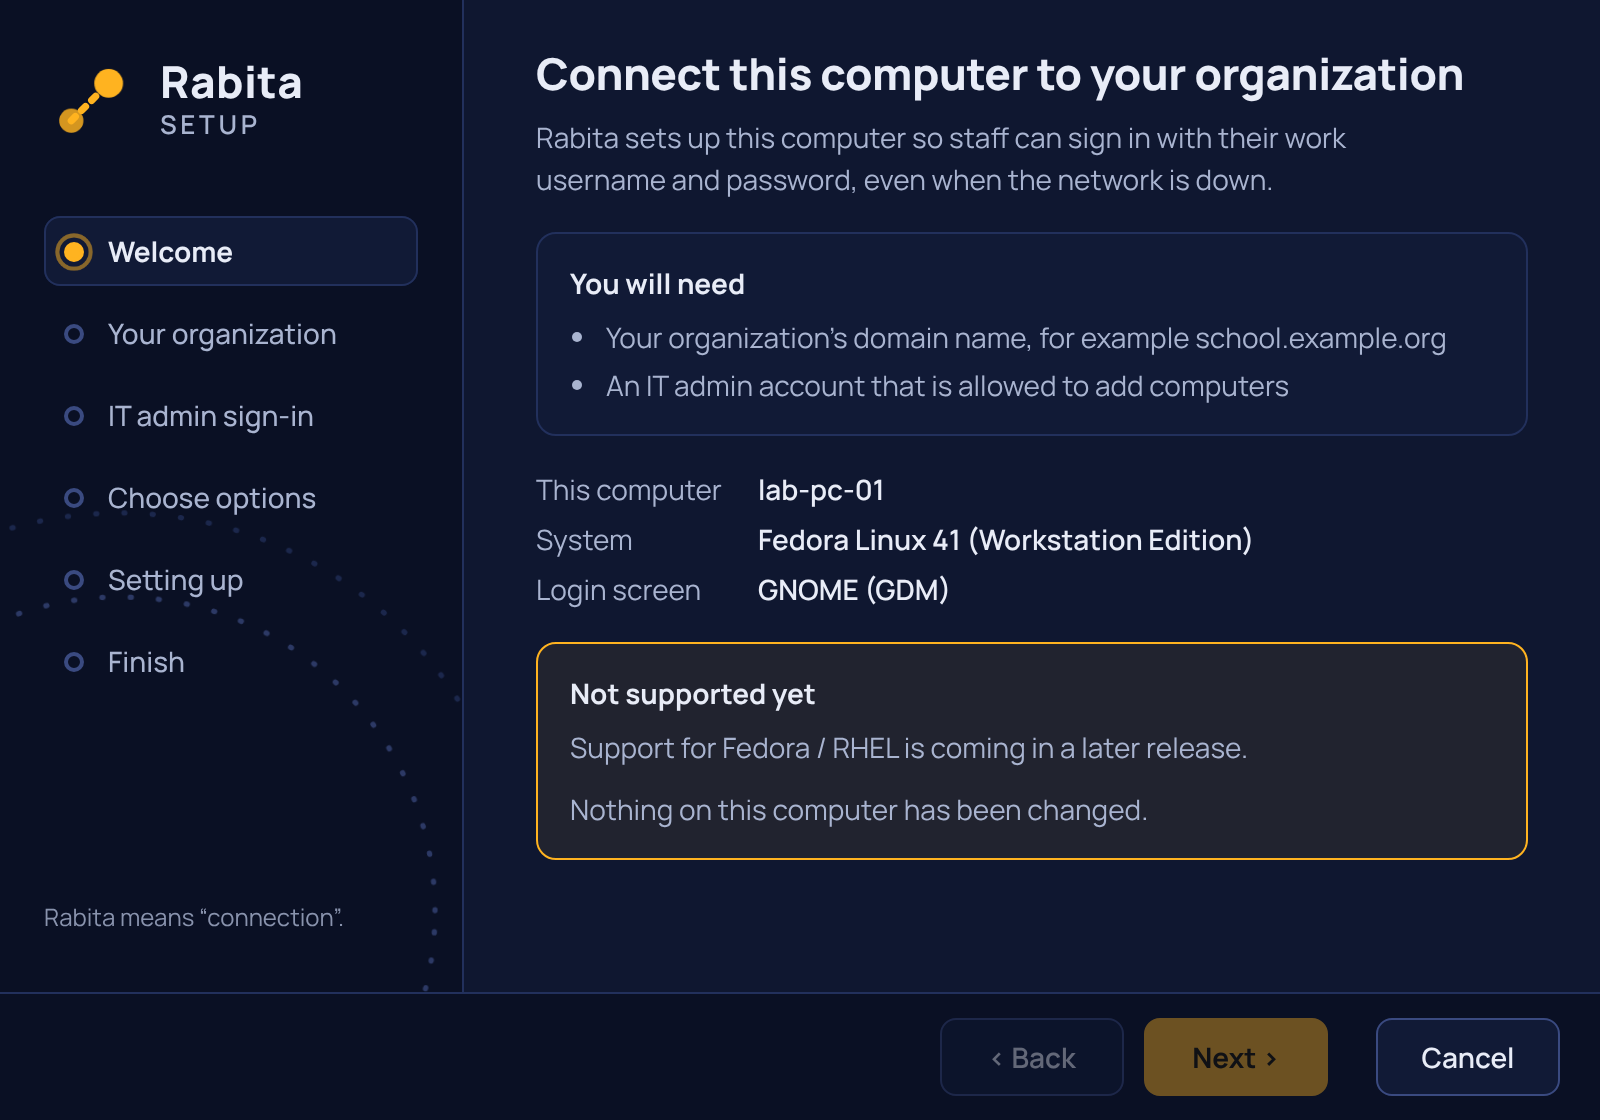 Rabita
SETUP
Welcome
Your organization
IT admin sign-in
Choose options
Setting up
Finish
Rabita means “connection”.
Connect this computer to your organization
Rabita sets up this computer so staff can sign in with their work
username and password, even when the network is down.
You will need
• Your organization’s domain name, for example school.example.org
• An IT admin account that is allowed to add computers
This computer lab-pc-01
System Fedora Linux 41 (Workstation Edition)
Login screen GNOME (GDM)
Not supported yet
Support for Fedora / RHEL is coming in a later release.
Nothing on this computer has been changed.
‹ Back Next › Cancel